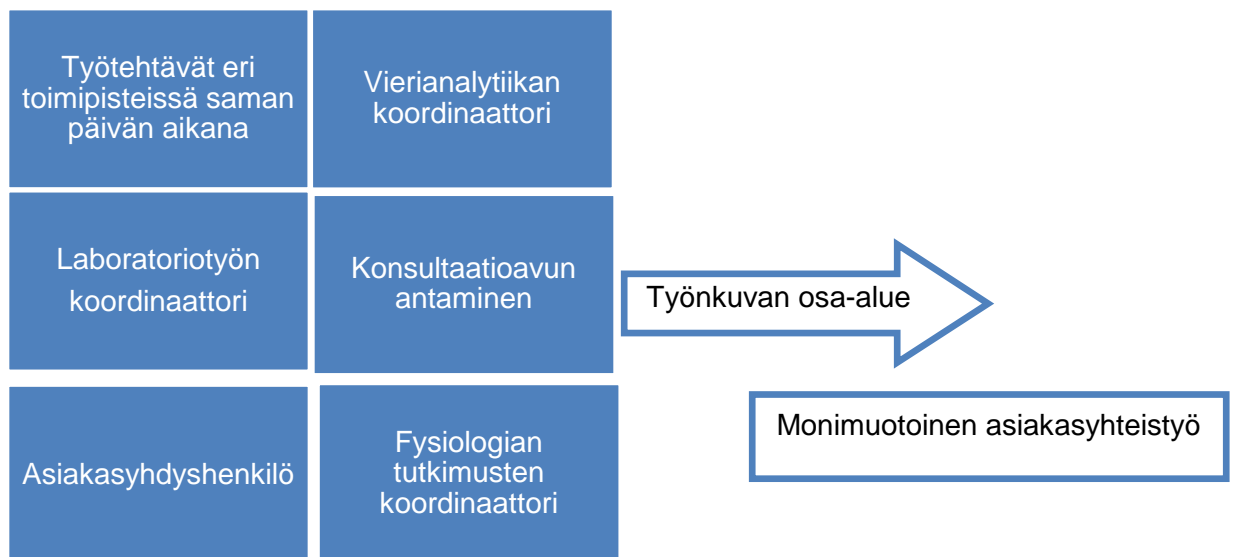 Työtehtävät eri
toimipisteissä saman
päivän aikana
Vierianalytiikan
koordinaattori
Laboratoriotyön
koordinaattori
Konsultaatioavun
antaminen
Asiakasyhdyshenkilö
Fysiologian
tutkimusten
koordinaattori
Työnkuvan osa-alue
Monimuotoinen asiakasyhteistyö